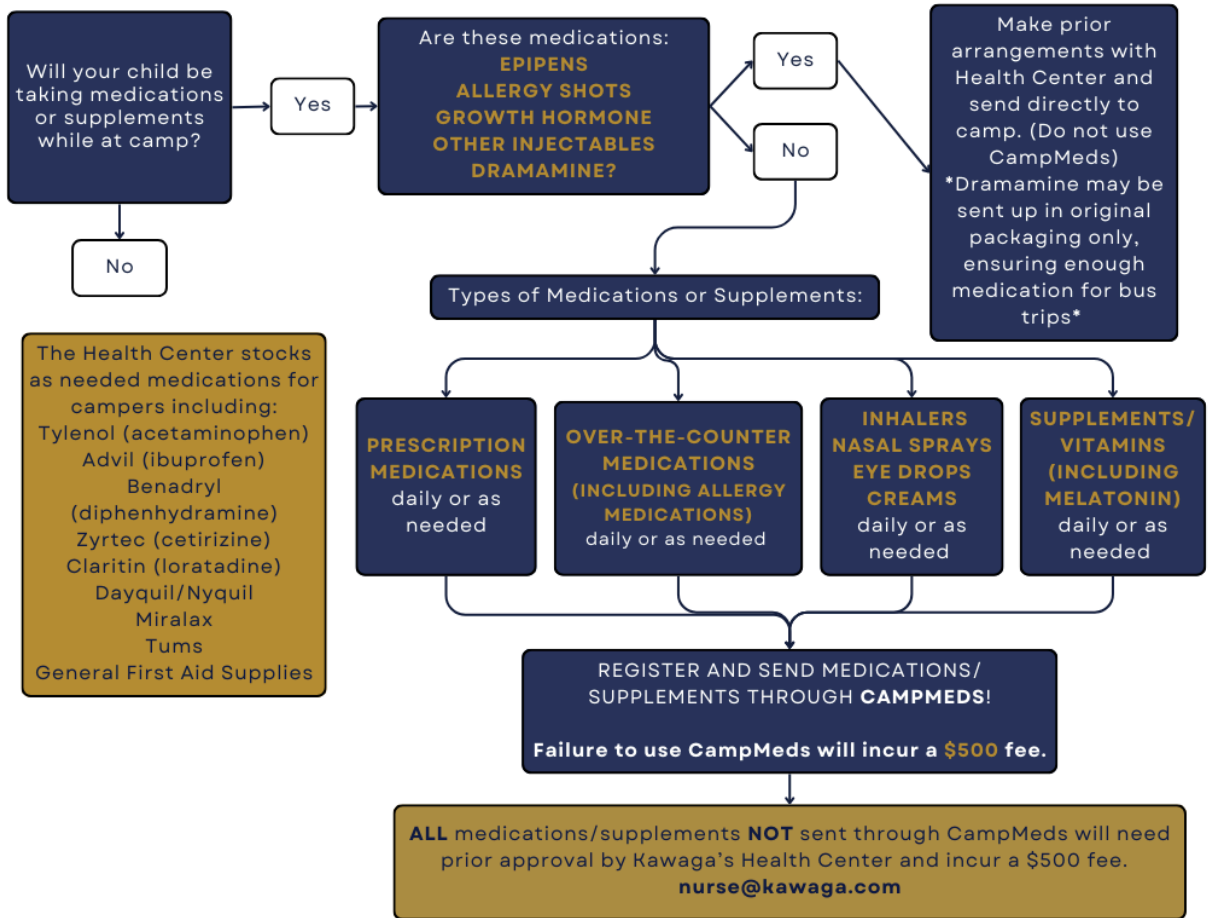 Will your child be
taking medications
or supplements
while at camp?
Yes
No
Are these medications:
EPIPENS
ALLERGY SHOTS
GROWTH HORMONE
OTHER INJECTABLES
DRAMAMINE?
Yes
No
Make prior
arrangements with
Health Center and
send directly to
camp. (Do not use
CampMeds)
*Dramamine may be
sent up in original
packaging only,
ensuring enough
medication for bus
trips*
Types of Medications or Supplements:
The Health Center stocks
as needed medications for
campers including:
Tylenol (acetaminophen)
Advil (ibuprofen)
Benadryl
(diphenhydramine)
Zyrtec (cetirizine)
Claritin (loratadine)
Dayquil/Nyquil
Miralax
Tums
General First Aid Supplies
PRESCRIPTION
MEDICATIONS
daily or as
needed
OVER-THE-COUNTER
MEDICATIONS
(INCLUDING ALLERGY
MEDICATIONS)
daily or as needed
INHALERS
NASAL SPRAYS
EYE DROPS
CREAMS
daily or as
needed
SUPPLEMENTS/
VITAMINS
(INCLUDING
MELATONIN)
daily or as
needed
REGISTER AND SEND MEDICATIONS/
SUPPLEMENTS THROUGH CAMPMEDS!
Failure to use CampMeds will incur a $500 fee.
ALL medications/supplements NOT sent through CampMeds will need
prior approval by Kawaga’s Health Center and incur a $500 fee.
nurse@kawaga.com